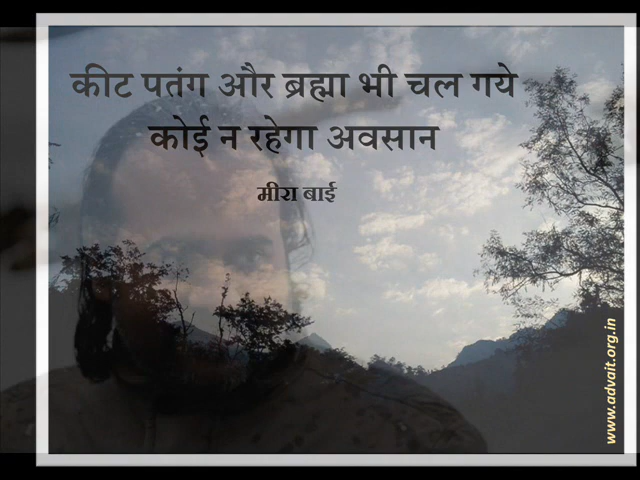 कीट पतंग और ब्रह्मा भी चल गये
कोई न रहेगा अवसान
मीरा बाई
www.advait.org.in